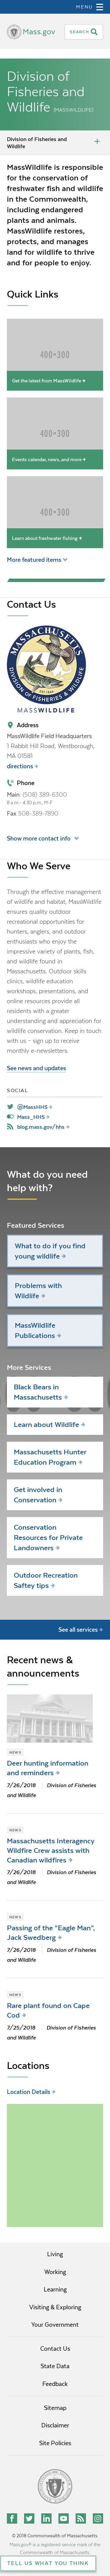 MENU
Mass.gov
SEARCH
Division of
Fisheries and
Wildlife (MASSWILDLIFE)
Division of Fisheries and
Wildlife
MassWildlife is responsible
for the conservation of
freshwater fish and wildlife
in the Commonwealth,
including endangered
plants and animals.
MassWildlife restores,
protects, and manages
land for wildlife to thrive
and for people to enjoy.
Quick Links
400×300
Get the latest from MassWildlife
400×300
Events calendar, news, and more
400×300
Learn about freshwater fishing
More featured items
Contact Us
MASSACHUSETTS
DIVISION OF FISHERIES & WILDLIFE
MASSWILDLIFE
Address
MassWildlife Field Headquarters
1 Rabbit Hill Road, Westborough,
MA 01581
directions
Phone
Main (508) 389-6300
8 a.m. - 4:30 p.m., M-F
Fax 508-389-7890
Show more contact info
Who We Serve
Through the effective management
of wildlife and their habitat,
MassWildlife ensures outdoor
recreational opportunities for
hunters, anglers, and outdoor
enthusiasts who simply enjoy
the presence of a variety of
plants, fish, and wildlife found in
Massachusetts. Outdoor skills
clinics, educational wildlife
workshops, presentations, and
online resources provide
additional ways to share the
wonder of wildlife conservation.
Keep in touch with us—sign up
to receive our monthly e-newsletters.
See news and updates
SOCIAL
@MassHHS
Mass_HHS
blog.mass.gov/hhs
What do you need
help with?
Featured Services
What to do if you find
young wildlife
Problems with
Wildlife
MassWildlife
Publications
More Services
Black Bears in
Massachusetts
Learn about Wildlife
Massachusetts Hunter
Education Program
Get involved in
Conservation
Conservation
Resources for Private
Landowners
Outdoor Recreation
Saftey tips
See all services
Recent news &
announcements
NEWS
Deer hunting information
and reminders
7/26/2018 Division of Fisheries
and Wildlife
NEWS
Massachusetts Interagency
Wildfire Crew assists with
Canadian wildfires
7/26/2018 Division of Fisheries
and Wildlife
NEWS
Passing of the "Eagle Man",
Jack Swedberg
7/26/2018 Division of Fisheries
and Wildlife
NEWS
Rare plant found on Cape
Cod
7/25/2018 Division of Fisheries
and Wildlife
Locations
Location Details
Living
Working
Learning
Visiting & Exploring
Your Government
Contact Us
State Data
Feedback
Sitemap
Disclaimer
Site Policies
© 2018 Commonwealth of Massachusetts.
Mass.gov® is a registered service mark of the
Commonwealth of Massachusetts.
TELL US WHAT YOU THINK